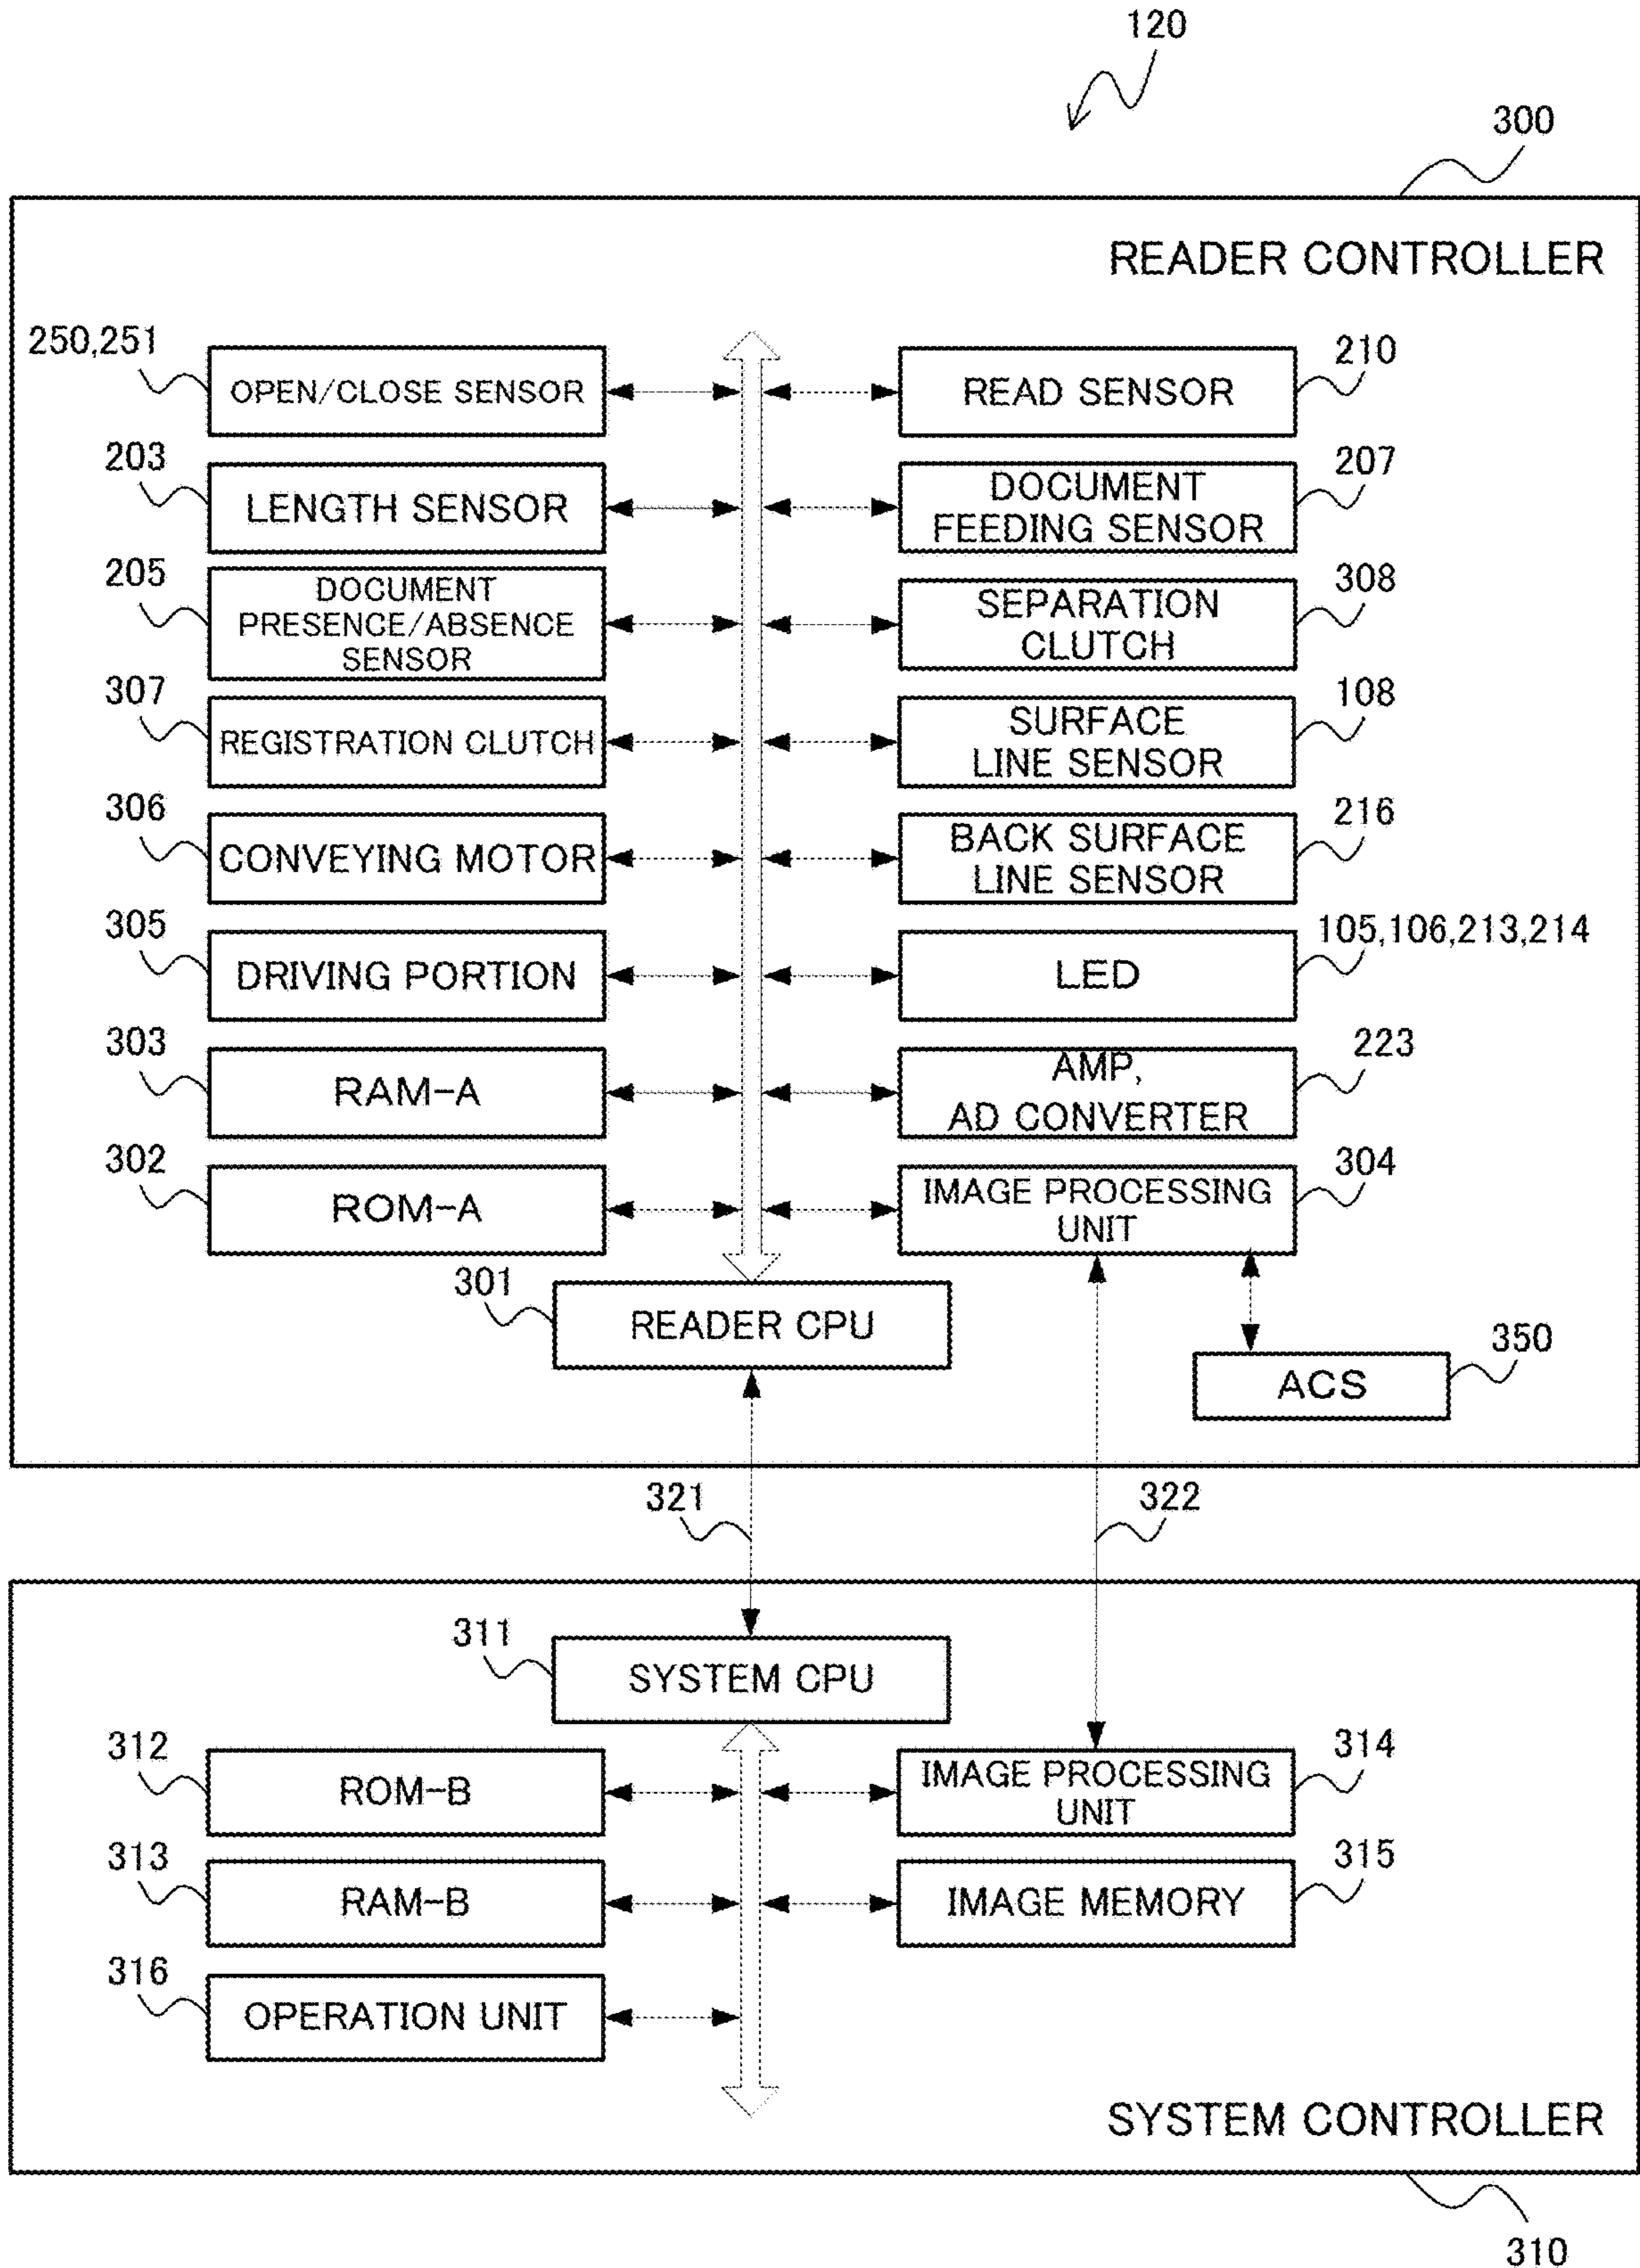 120
300
READER CONTROLLER
250,251
OPEN/CLOSE SENSOR
READ SENSOR
210
203
LENGTH SENSOR
DOCUMENT
FEEDING SENSOR
207
205
DOCUMENT
PRESENCE/ABSENCE
SENSOR
SEPARATION
CLUTCH
308
307
REGISTRATION CLUTCH
SURFACE
LINE SENSOR
108
306
CONVEYING MOTOR
BACK SURFACE
LINE SENSOR
216
305
DRIVING PORTION
LED
105,106,213,214
303
RAM-A
AMP,
AD CONVERTER
223
302
ROM-A
IMAGE PROCESSING
UNIT
304
301
READER CPU
ACS
350
321
322
311
SYSTEM CPU
312
ROM-B
IMAGE PROCESSING
UNIT
314
313
RAM-B
IMAGE MEMORY
315
316
OPERATION UNIT
SYSTEM CONTROLLER
310